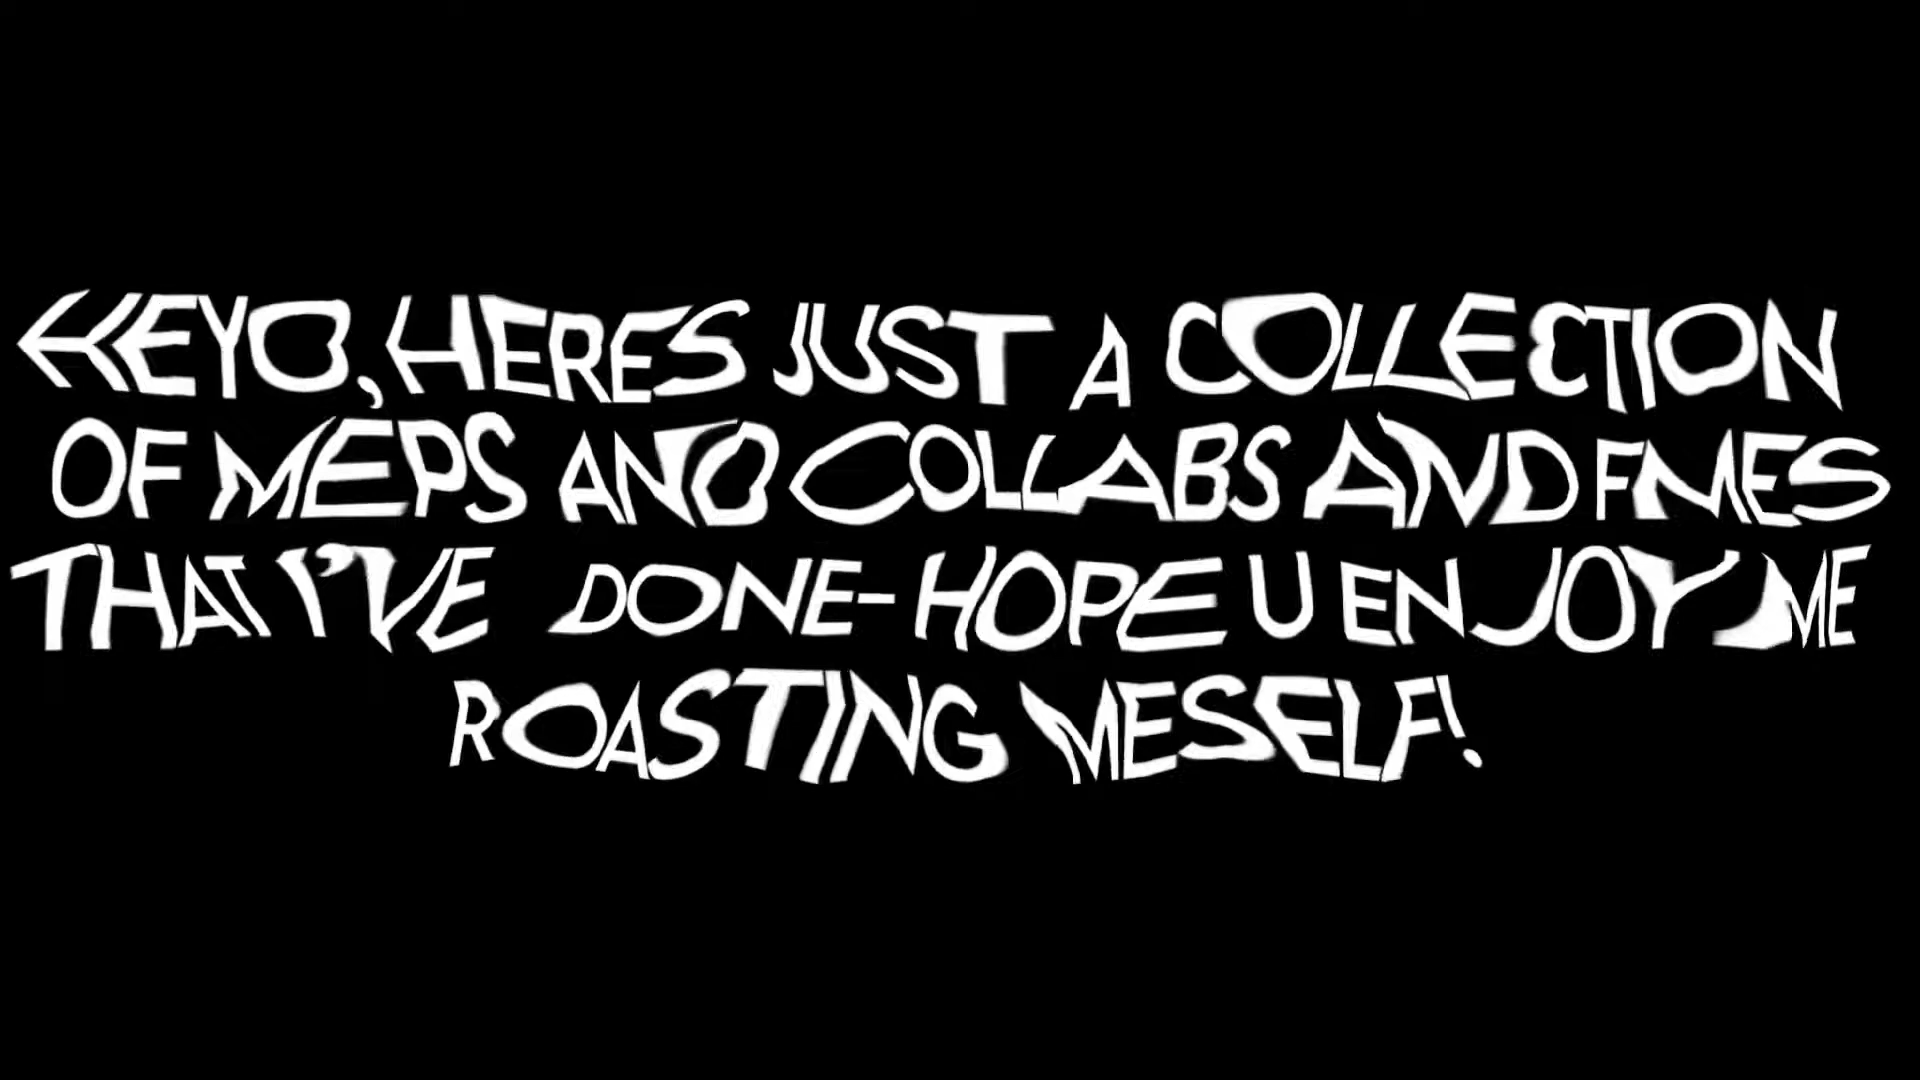 HEYO, HERES JUST A COLLECTION
OF MEPS AND COLLABS AND FMES
THAT I'VE DONE- HOPE U ENJOY ME
ROASTING MESELF!